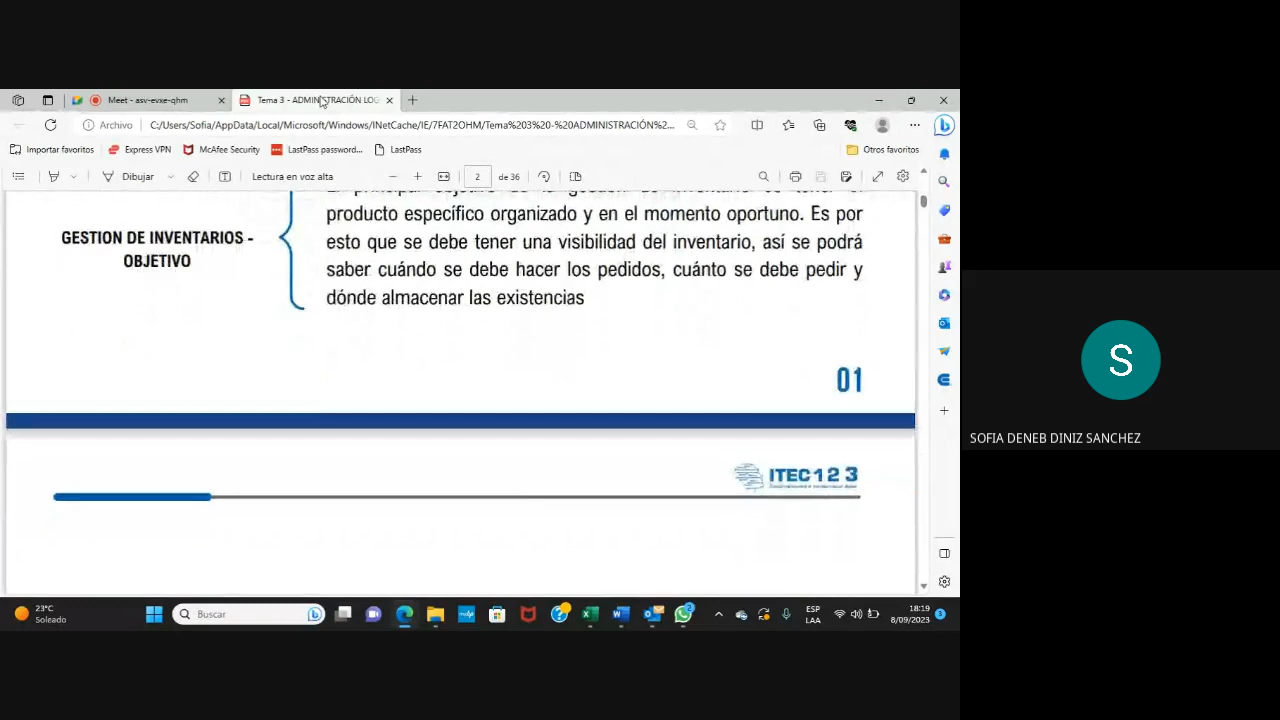 Meet - asv-evxe-qhm
Tema 3 - ADMINISTRACIÓN LOG
Archivo
C:/Users/Sofia/AppData/Local/Microsoft/Windows/INetCache/IE/7FAT2OHM/Tema%203%20-%20ADMINISTRACIÓN%2...
Importar favoritos
Express VPN
McAfee Security
LastPass password...
LastPass
Otros favoritos
Dibujar
Lectura en voz alta
2
de 36
producto específico organizado y en el momento oportuno. Es por
GESTION DE INVENTARIOS -
OBJETIVO
esto que se debe tener una visibilidad del inventario, así se podrá
saber cuándo se debe hacer los pedidos, cuánto se debe pedir y
dónde almacenar las existencias
01
ITEC 1 2 3
S
SOFIA DENEB DINIZ SANCHEZ
23°C
Soleado
Buscar
2
ESP
LAA
18:19
8/09/2023
3